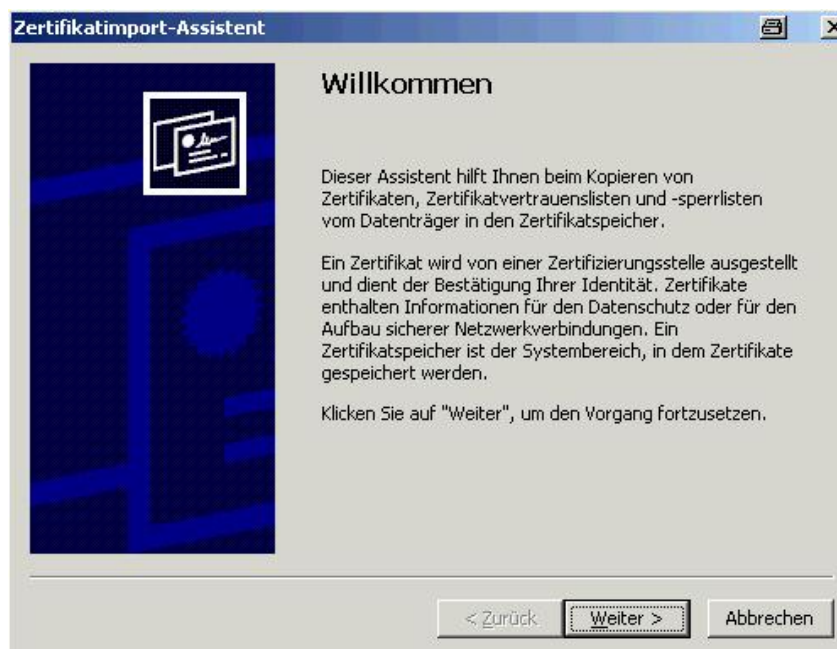 Zertifikatimport-Assistent
Willkommen
Dieser Assistent hilft Ihnen beim Kopieren von
Zertifikaten, Zertifikatvertrauenslisten und -sperrlisten
vom Datenträger in den Zertifikatspeicher.
Ein Zertifikat wird von einer Zertifizierungsstelle ausgestellt
und dient der Bestätigung Ihrer Identität. Zertifikate
enthalten Informationen für den Datenschutz oder für den
Aufbau sicherer Netzwerkverbindungen. Ein
Zertifikatspeicher ist der Systembereich, in dem Zertifikate
gespeichert werden.
Klicken Sie auf "Weiter", um den Vorgang fortzusetzen.
< Zurück Weiter > Abbrechen